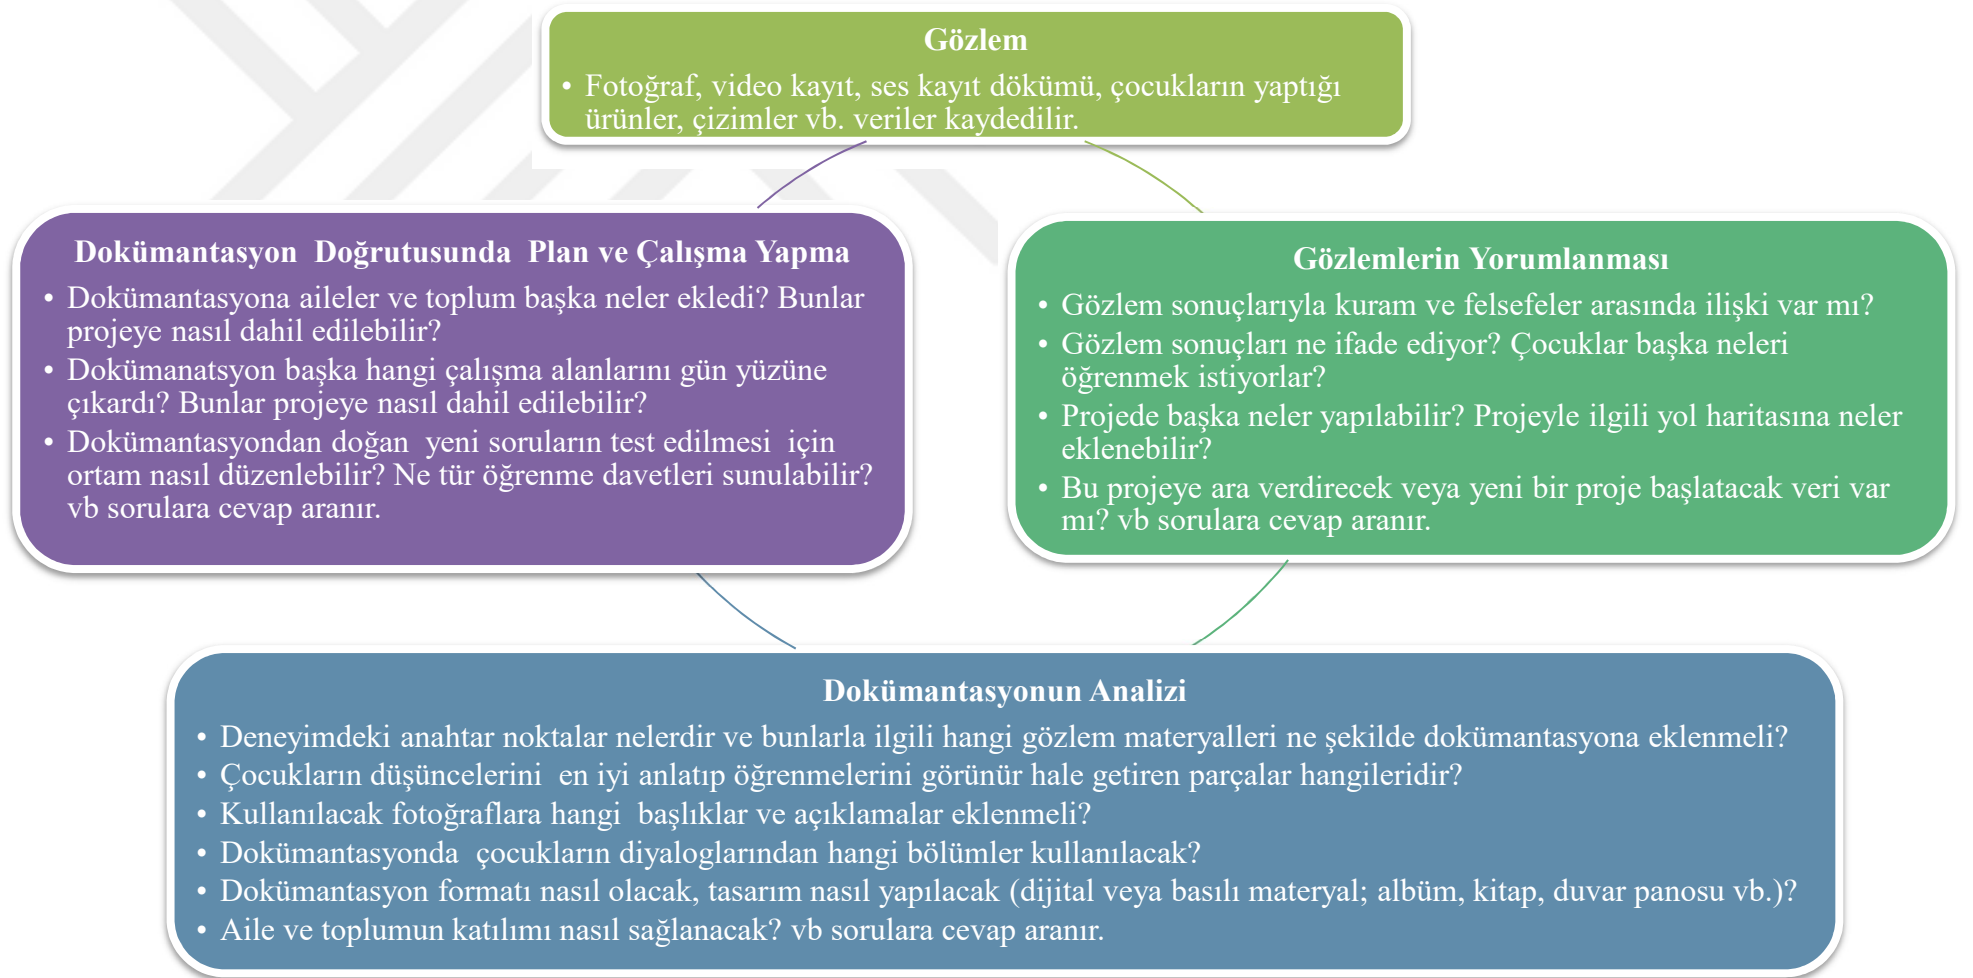 Gözlem
• Fotoğraf, video kayıt, ses kayıt dökümü, çocukların yaptığı
ürünler, çizimler vb. veriler kaydedilir.
Dokümantasyon Doğrutusunda Plan ve Çalışma Yapma
• Dokümantasyona aileler ve toplum başka neler ekledi? Bunlar
projeye nasıl dahil edilebilir?
• Dokümanatsyon başka hangi çalışma alanlarını gün yüzüne
çıkardı? Bunlar projeye nasıl dahil edilebilir?
• Dokümantasyondan doğan yeni soruların test edilmesi için
ortam nasıl düzenlebilir? Ne tür öğrenme davetleri sunulabilir?
vb sorulara cevap aranır.
Gözlemlerin Yorumlanması
• Gözlem sonuçlarıyla kuram ve felsefeler arasında ilişki var mı?
• Gözlem sonuçları ne ifade ediyor? Çocuklar başka neleri
öğrenmek istiyorlar?
• Projede başka neler yapılabilir? Projeyle ilgili yol haritasına neler
eklenebilir?
• Bu projeye ara verdirecek veya yeni bir proje başlatacak veri var
mı? vb sorulara cevap aranır.
Dokümantasyonun Analizi
• Deneyimdeki anahtar noktalar nelerdir ve bunlarla ilgili hangi gözlem materyalleri ne şekilde dokümantasyona eklenmeli?
• Çocukların düşüncelerini en iyi anlatıp öğrenmelerini görünür hale getiren parçalar hangileridir?
• Kullanılacak fotoğraflara hangi başlıklar ve açıklamalar eklenmeli?
• Dokümantasyonda çocukların diyaloglarından hangi bölümler kullanılacak?
• Dokümantasyon formatı nasıl olacak, tasarım nasıl yapılacak (dijital veya basılı materyal; albüm, kitap, duvar panosu vb.)?
• Aile ve toplumun katılımı nasıl sağlanacak? vb sorulara cevap aranır.